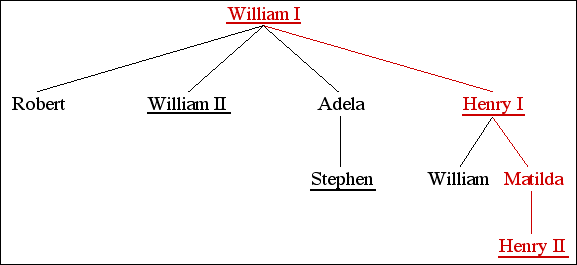 William I
Robert William II Adela Henry I
Stephen William Matilda
Henry II